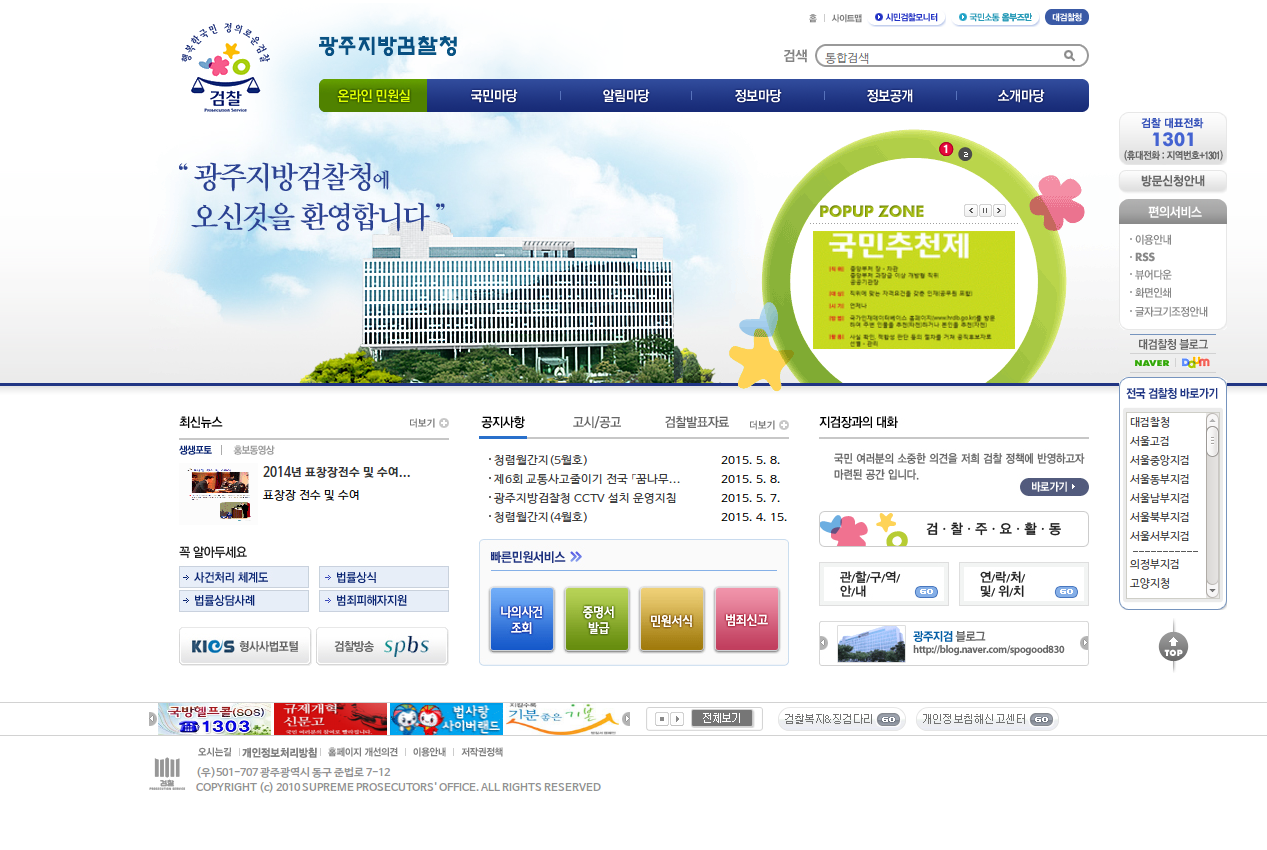 홈
사이트맵
시민검찰모니터
국민소통 옴부즈만
대검찰청
행복한국민 정의로운검찰
검찰
Prosecution Service
광주지방검찰청
검색
통합검색
온라인 민원실
국민마당
알림마당
정보마당
정보공개
소개마당
“ 광주지방검찰청에
오신것을 환영합니다 ”
1
2
POPUP ZONE
국민추천제
검찰 대표전화
1301
(휴대전화 : 지역번호+1301)
방문신청안내
편의서비스
· 이용안내
· RSS
· 뷰어다운
· 화면인쇄
· 글자크기조정안내
대검찰청 블로그
NAVER
Daum
전국 검찰청 바로가기
대검찰청
서울고검
서울중앙지검
서울동부지검
서울남부지검
서울북부지검
서울서부지검
------------
의정부지검
고양지청
TOP
최신뉴스
더보기
생생포토
홍보동영상
2014년 표창장전수 및 수여...
표창장 전수 및 수여
꼭 알아두세요
사건처리 체계도
법률상식
법률상담사례
범죄피해자지원
KICS 형사사법포털
검찰방송 spbs
공지사항
고시/공고
검찰발표자료
더보기
· 청렴월간지 (5월호) 2015. 5. 8.
· 제6회 교통사고줄이기 전국 「꿈나무... 2015. 5. 8.
· 광주지방검찰청 CCTV 설치 운영지침 2015. 5. 7.
· 청렴월간지 (4월호) 2015. 4. 15.
빠른민원서비스
나의사건
조회
증명서
발급
민원서식
범죄신고
지검장과의 대화
국민 여러분의 소중한 의견을 저희 검찰 정책에 반영하고자
마련된 공간 입니다.
바로가기
검 · 찰 · 주 · 요 · 활 · 동
관/할/구/역/
안/내
GO
연/락/처/
및/ 위/치
GO
광주지검 블로그
http://blog.naver.com/spogood830
국방헬프콜(SOS)
1303
규제개혁
신문고
법사랑
사이버랜드
기분 좋은 기본
전체보기
검찰복지&징검다리 GO
개인정보침해신고센터 GO
오시는길
개인정보처리방침
홈페이지 개선의견
이용안내
저작권정책
검찰
PROSECUTION SERVICE
(우)501-707 광주광역시 동구 준법로 7-12
COPYRIGHT (c) 2010 SUPREME PROSECUTORS' OFFICE. ALL RIGHTS RESERVED